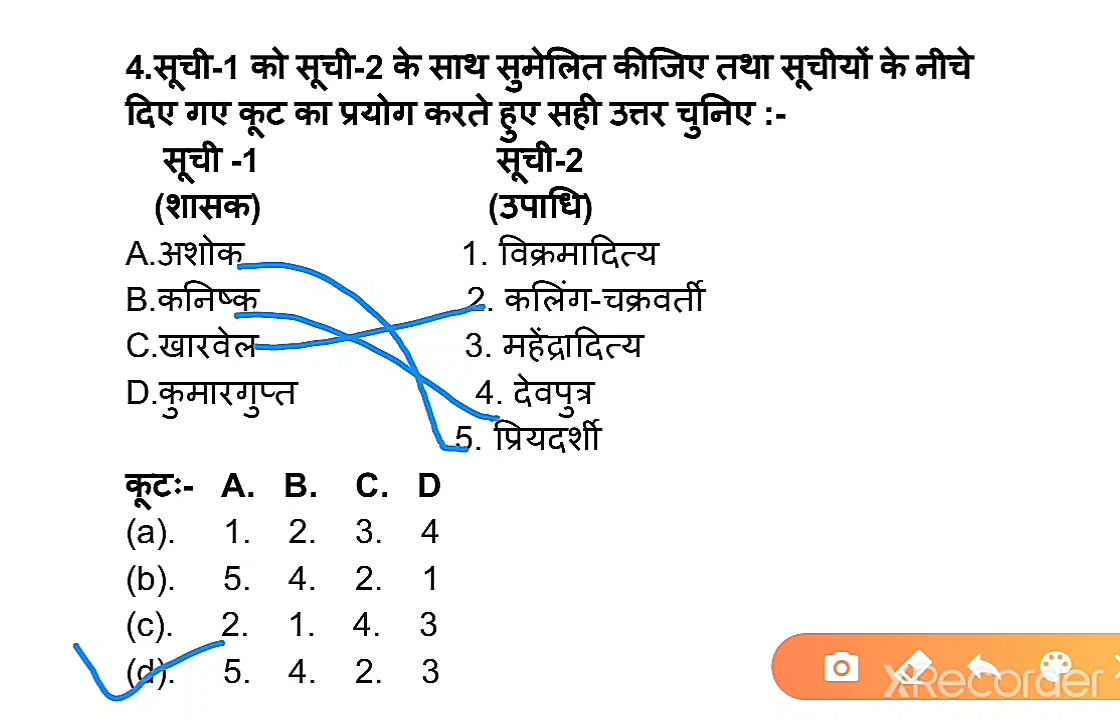 4.सूची-1 को सूची-2 के साथ सुमेलित कीजिए तथा सूचीयों के नीचे
दिए गए कूट का प्रयोग करते हुए सही उत्तर चुनिए :-
सूची -1 सूची-2
(शासक) (उपाधि)
A.अशोक 1. विक्रमादित्य
B.कनिष्क 2. कलिंग-चक्रवर्ती
C.खारवेल 3. महेंद्रादित्य
D.कुमारगुप्त 4. देवपुत्र
5. प्रियदर्शी
कूटः- A. B. C. D
(a). 1. 2. 3. 4
(b). 5. 4. 2. 1
(c). 2. 1. 4. 3
(d). 5. 4. 2. 3
XRecorder